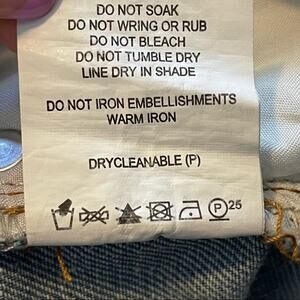 DO NOT SOAK
DO NOT WRING OR RUB
DO NOT BLEACH
DO NOT TUMBLE DRY
LINE DRY IN SHADE
DO NOT IRON EMBELLISHMENTS
WARM IRON
DRYCLEANABLE (P)
P 25